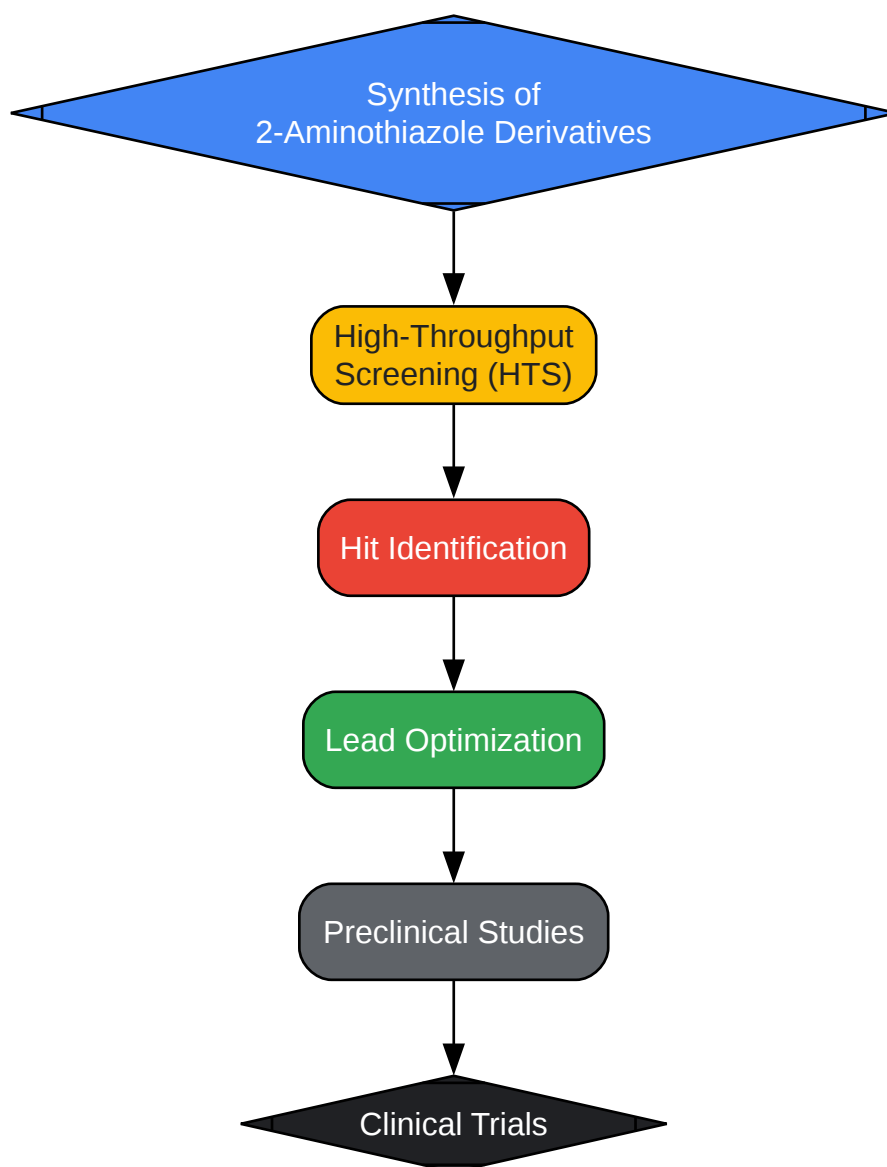 Synthesis of
2-Aminothiazole Derivatives
High-Throughput
Screening (HTS)
Hit Identification
Lead Optimization
Preclinical Studies
Clinical Trials